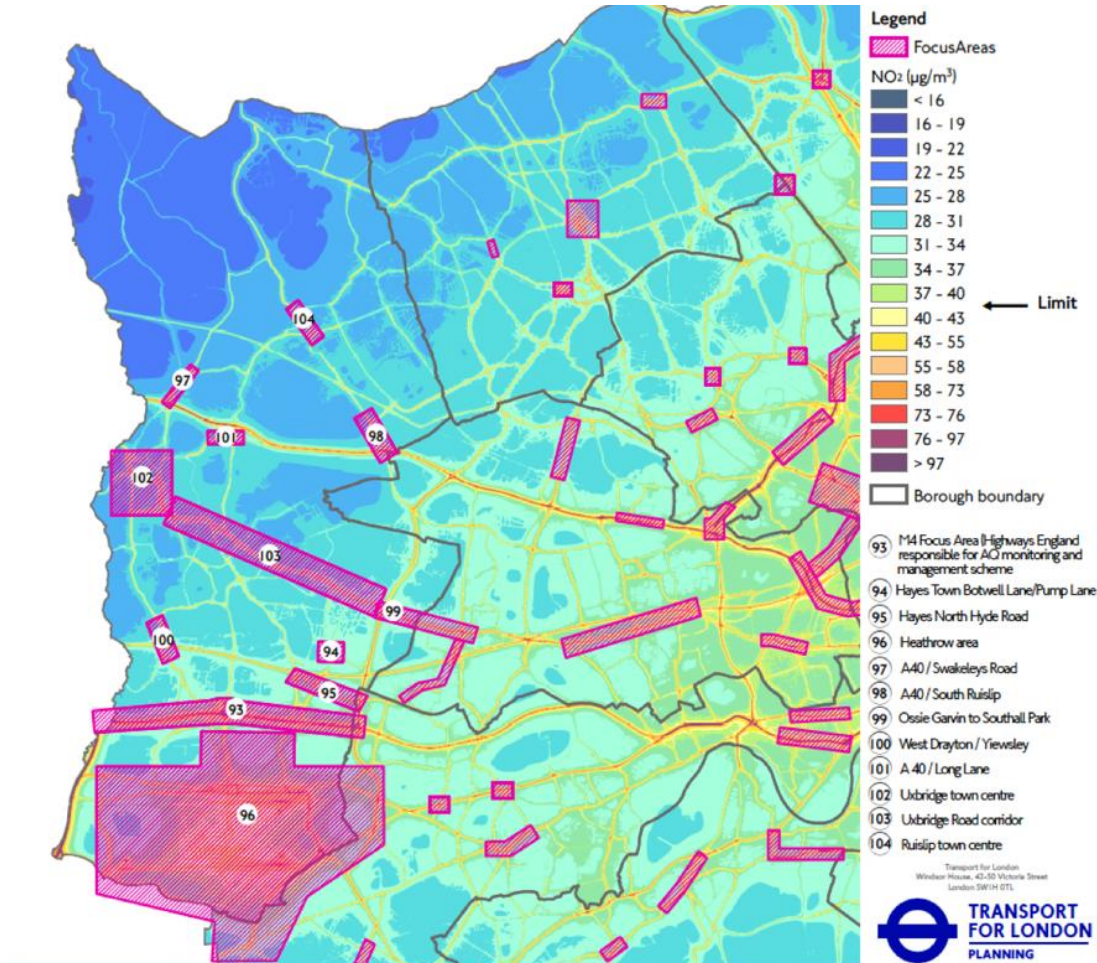 Legend
FocusAreas
NO2 (µg/m³)
< 16
16 - 19
19 - 22
22 - 25
25 - 28
28 - 31
31 - 34
34 - 37
37 - 40
Limit
40 - 43
43 - 55
55 - 58
58 - 73
73 - 76
76 - 97
> 97
Borough boundary
93 M4 Focus Area (Highways England
responsible for AQ monitoring and
management scheme
94 Hayes Town Botwell Lane/Pump Lane
95 Hayes North Hyde Road
96 Heathrow area
97 A40 / Swakeleys Road
98 A40 / South Ruislip
99 Ossie Garvin to Southall Park
100 West Drayton / Yiewsley
101 A 40 / Long Lane
102 Uxbridge town centre
103 Uxbridge Road corridor
104 Ruislip town centre
Transport for London
Windsor House, 42-50 Victoria Street
London SW1H 0TL
TRANSPORT
FOR LONDON
PLANNING
104
97
101
98
102
103
99
100
94
95
93
96